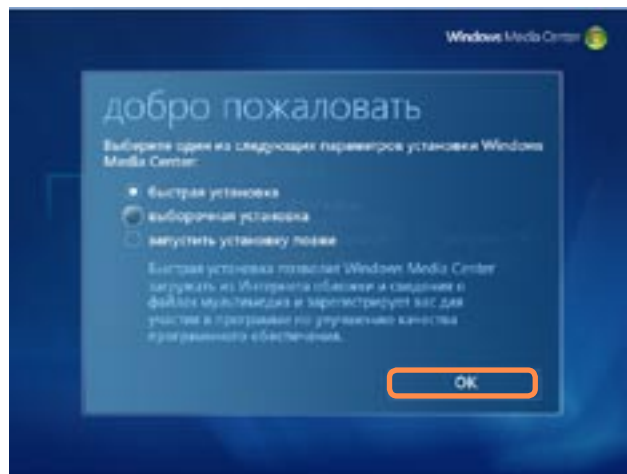 Windows Media Center
добро пожаловать
Выберите один из следующих параметров установки Windows
Media Center:
быстрая установка
выборочная установка
запустить установку позже
Быстрая установка позволит Windows Media Center
загружать из Интернета обложки и сведения о
файлах мультимедиа и зарегистрирует вас для
участия в программе по улучшению качества
программного обеспечения.
OK